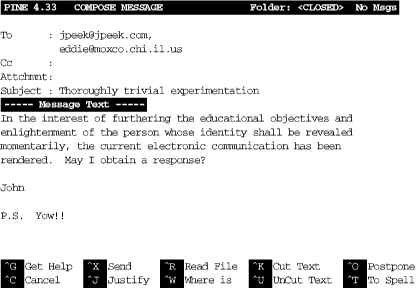 PINE 4.33 COMPOSE MESSAGE Folder: <CLOSED> No Msgs
To : jpeek@jpeek.com,
eddie@moxco.chi.il.us
Cc :
Attchmnt:
Subject : Thoroughly trivial experimentation
----- Message Text -----
In the interest of furthering the educational objectives and
enlightenment of the person whose identity shall be revealed
momentarily, the current electronic communication has been
rendered. May I obtain a response?
John
P.S. Yow!!
^G Get Help ^X Send ^R Read File ^K Cut Text ^O Postpone
^C Cancel ^J Justify ^W Where is ^U UnCut Text ^T To Spell